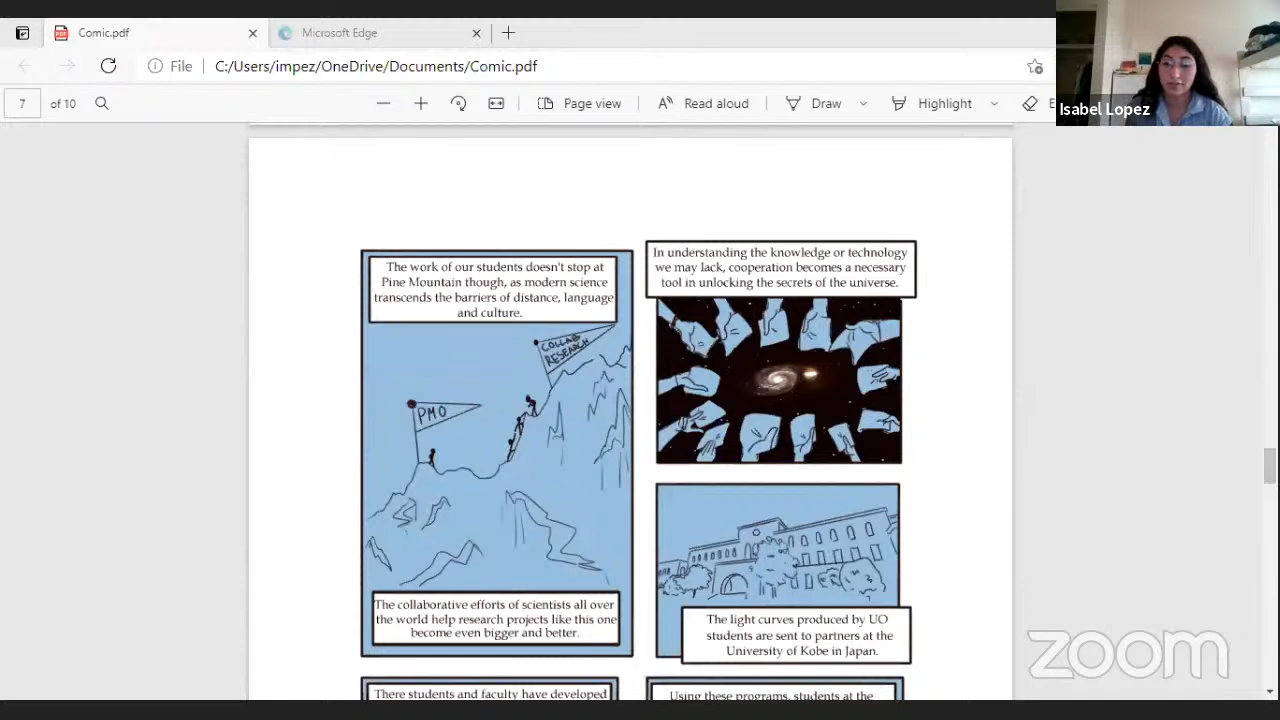 Comic.pdf
Microsoft Edge
File
C:/Users/impez/OneDrive/Documents/Comic.pdf
7 of 10
Page view
Read aloud
Draw
Highlight
E
Isabel Lopez
The work of our students doesn't stop at
Pine Mountain though, as modern science
transcends the barriers of distance, language
and culture.
COLLAB
RESEARCH
PMO
The collaborative efforts of scientists all over
the world help research projects like this one
become even bigger and better.
In understanding the knowledge or technology
we may lack, cooperation becomes a necessary
tool in unlocking the secrets of the universe.
The light curves produced by UO
students are sent to partners at the
University of Kobe in Japan.
There students and faculty have developed
Using these programs, students at the
zoom